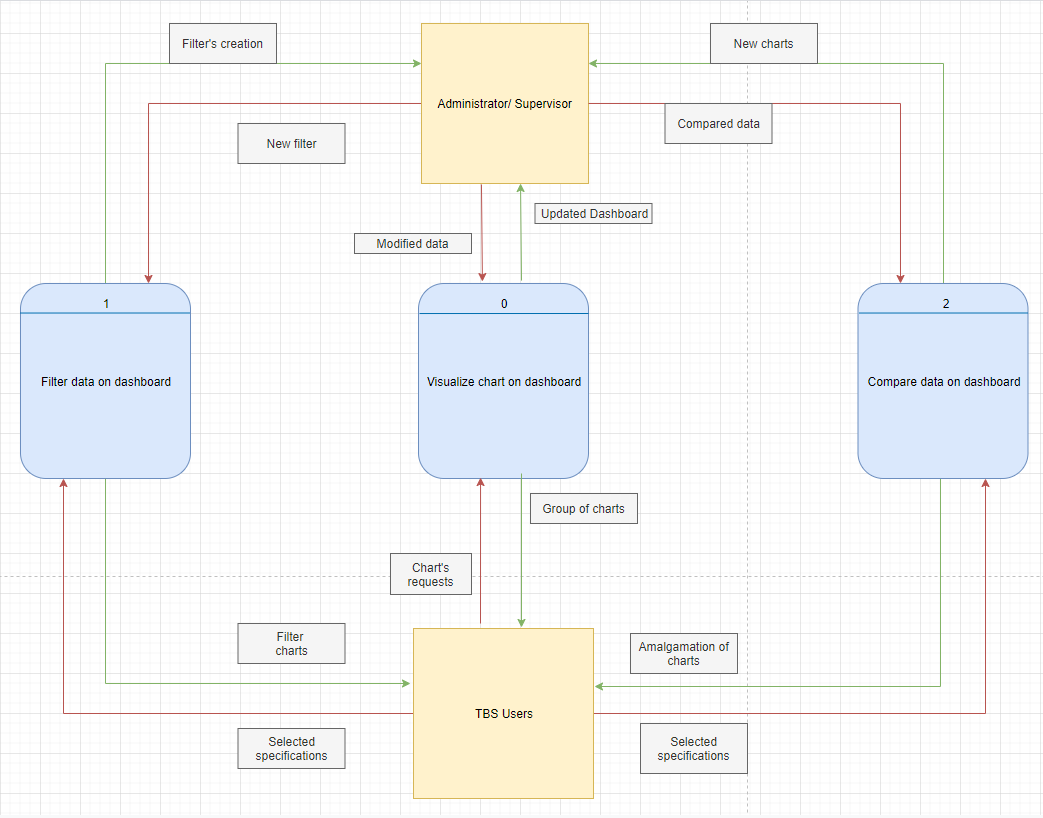 Filter's creation
New charts
Administrator/ Supervisor
Compared data
New filter
Updated Dashboard
Modified data
1
0
2
Filter data on dashboard
Visualize chart on dashboard
Compare data on dashboard
Group of charts
Chart's
requests
Filter
charts
Amalgamation of
charts
TBS Users
Selected
specifications
Selected
specifications